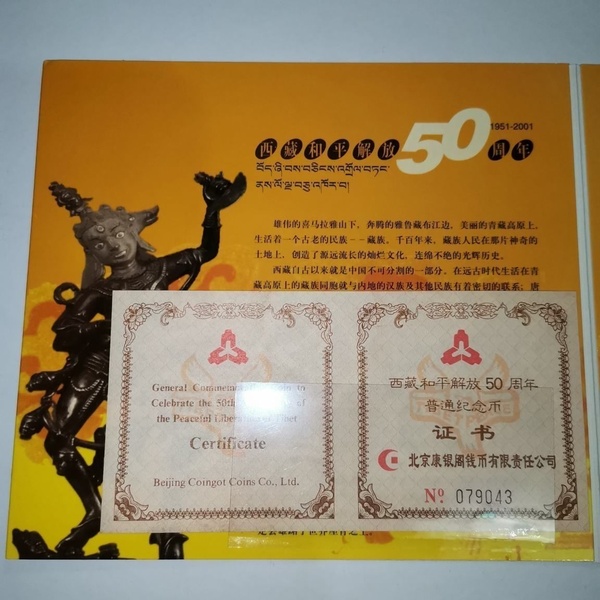 西藏和平解放50周年
1951-2001
བོད་ཞི་བས་བཅིངས་འགྲོལ་བཏང་
ནས་ལོ་ལྔ་བཅུ་འཁོར་བ།
雄伟的喜马拉雅山下，奔腾的雅鲁藏布江边，美丽的青藏高原上，
生活着一个古老的民族--藏族。千百年来，藏族人民在那片神奇的
土地上，创造了源远流长的灿烂文化，连绵不绝的光辉历史。
西藏自古以来就是中国不可分割的一部分。在远古时代生活在青
藏高原上的藏族同胞就与内地的汉族及其他民族有着密切的联系；唐
General
Celebrate the 50th of
the Peaceful
Certificate
Beijing Coingot Coins Co., Ltd.
西藏和平解放50周年
普通纪念币
证书
北京康银阁钱币有限责任公司
Nº 079043